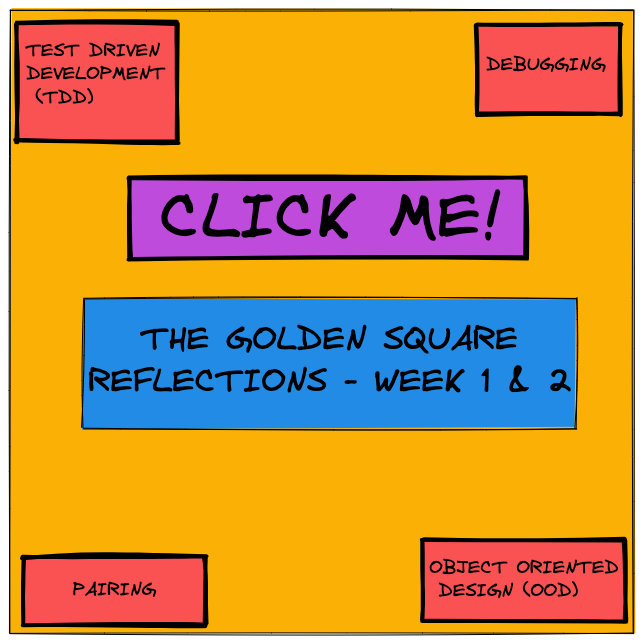 TEST DRIVEN
DEVELOPMENT
(TDD)
DEBUGGING
CLICK ME!
THE GOLDEN SQUARE
REFLECTIONS - WEEK 1 & 2
PAIRING
OBJECT ORIENTED
DESIGN (OOD)